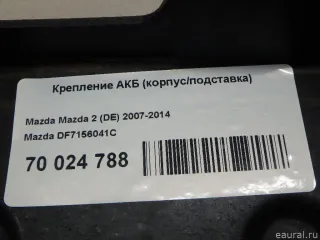 Крепление АКБ (корпус/подставка)
Mazda Mazda 2 (DE) 2007-2014
Mazda DF7156041C
70 024 788
eaural.ru